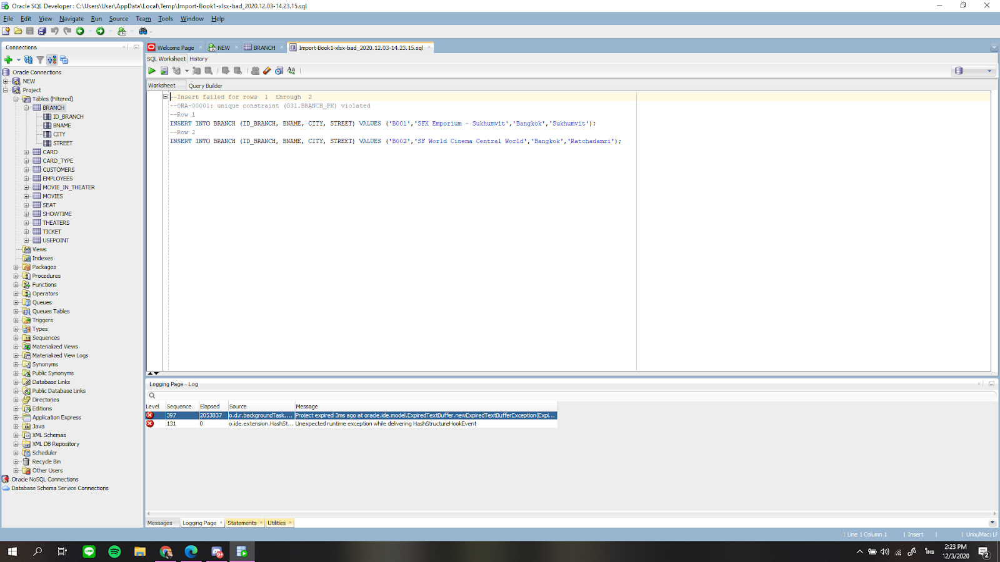 Oracle SQL Developer : C:\Users\User\AppData\Local\Temp\Import-Book1-xlsx-bad_2020.12.03-14.23.15.sql
File Edit View Navigate Run Source Team Tools Window Help
Connections
Oracle Connections
NEW
Project
Tables (Filtered)
BRANCH
ID_BRANCH
BNAME
CITY
STREET
CARD
CARD_TYPE
CUSTOMERS
EMPLOYEES
MOVIE_IN_THEATER
MOVIES
SEAT
SHOWTIME
THEATERS
TICKET
USEPOINT
Views
Indexes
Packages
Procedures
Functions
Operators
Queues
Queues Tables
Triggers
Types
Sequences
Materialized Views
Materialized View Logs
Synonyms
Public Synonyms
Database Links
Public Database Links
Directories
Editions
Application Express
Java
XML Schemas
XML DB Repository
Scheduler
Recycle Bin
Other Users
Oracle NoSQL Connections
Database Schema Service Connections
Welcome Page NEW BRANCH Import-Book1-xlsx-bad_2020.12.03-14.23.15.sql
SQL Worksheet History
Aa
Worksheet Query Builder
--Insert failed for rows 1 through 2
--ORA-00001: unique constraint (G31.BRANCH_PK) violated
--Row 1
INSERT INTO BRANCH (ID_BRANCH, BNAME, CITY, STREET) VALUES ('B001','SFX Emporium - Sukhumvit','Bangkok','Sukhumvit');
--Row 2
INSERT INTO BRANCH (ID_BRANCH, BNAME, CITY, STREET) VALUES ('B002','SF World Cinema Central World','Bangkok','Ratchadamri');
Logging Page - Log
Level Sequence Elapsed Source Message
397 2053837 o.d.r.backgroundTask.... Project expired 3ms ago at oracle.ide.model.ExpiredTextBuffer.newExpiredTextBufferException(Expi...
131 0 o.ide.extension.HashSt... Unexpected runtime exception while delivering HashStructureHookEvent
Messages Logging Page Statements Utilities
Line 1 Column 1 Insert Unix/Mac: LF
LINE
ไทย
2:23 PM
12/3/2020
2